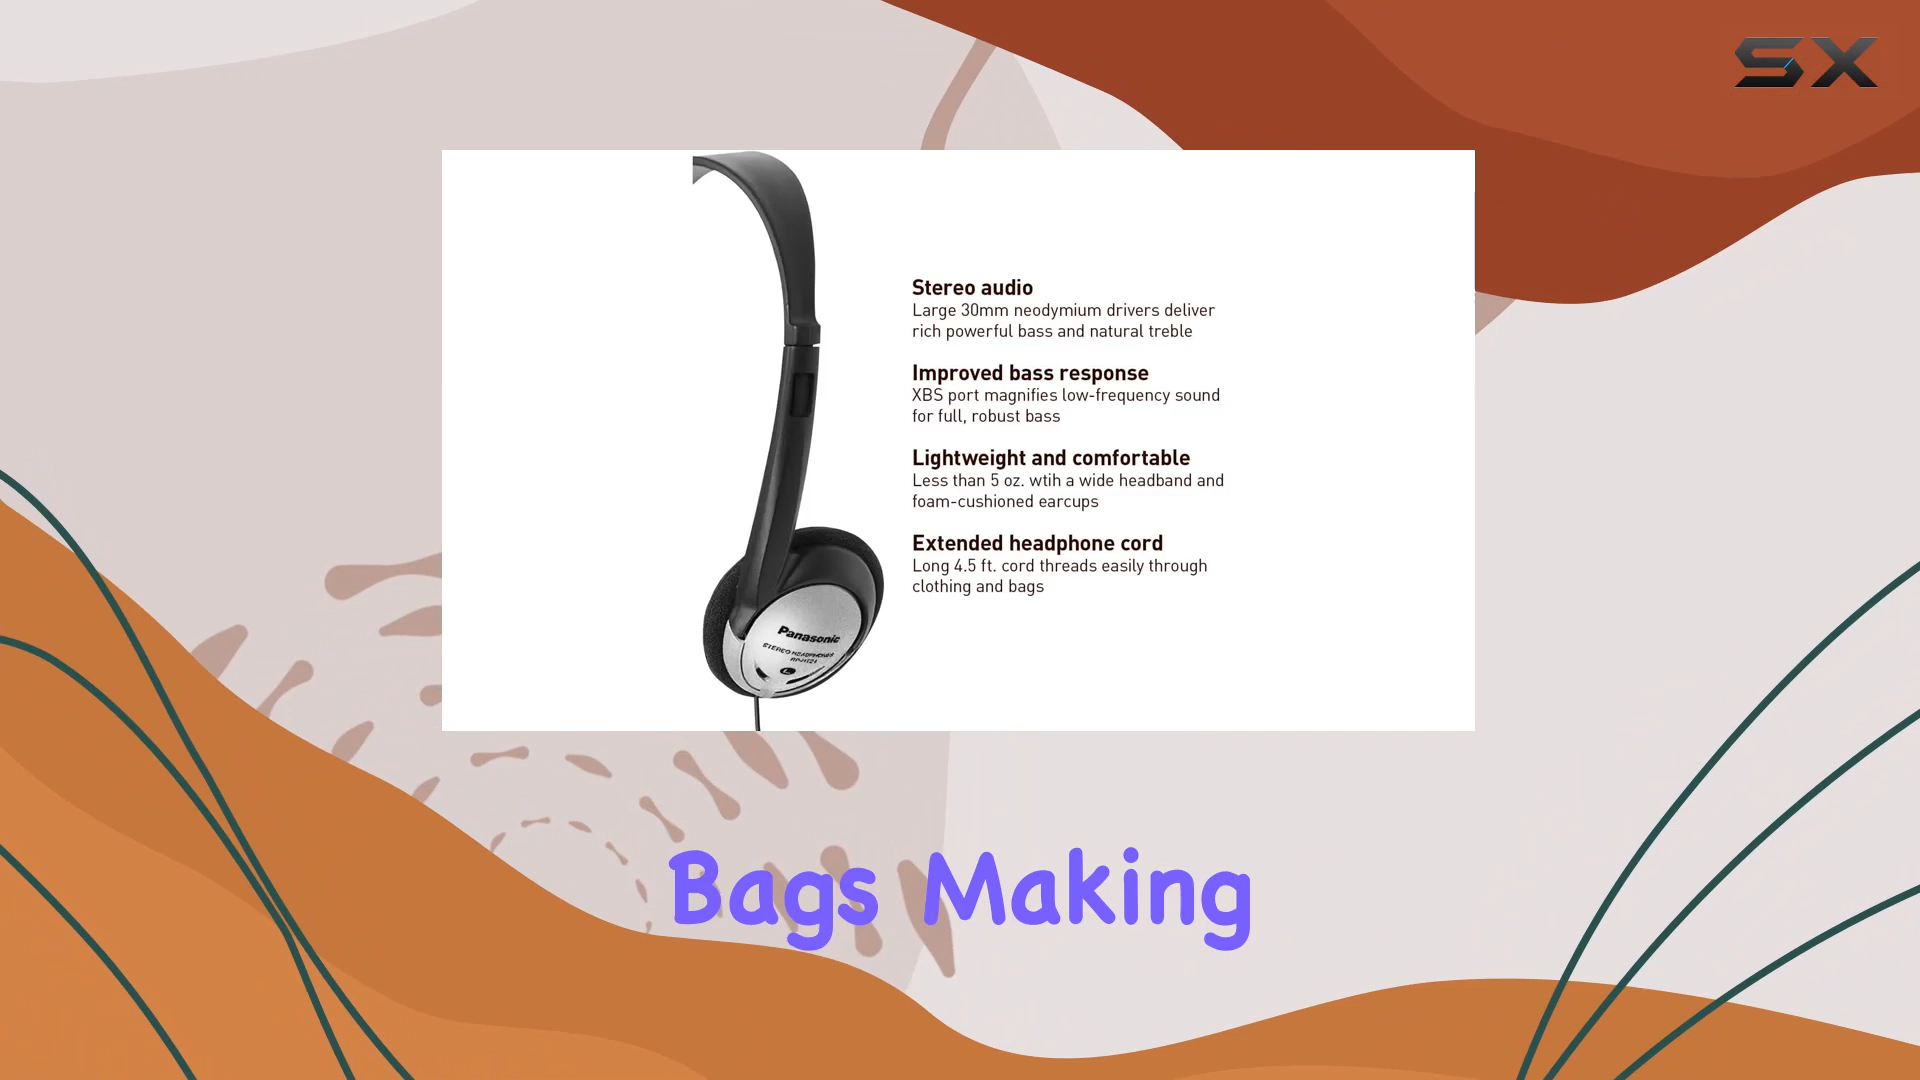 SX
Stereo audio
Large 30mm neodymium drivers deliver
rich powerful bass and natural treble
Improved bass response
XBS port magnifies low-frequency sound
for full, robust bass
Lightweight and comfortable
Less than 5 oz. wtih a wide headband and
foam-cushioned earcups
Extended headphone cord
Long 4.5 ft. cord threads easily through
clothing and bags
Panasonic
STEREO HEADPHONES
RP-HT21
L
Bags Making